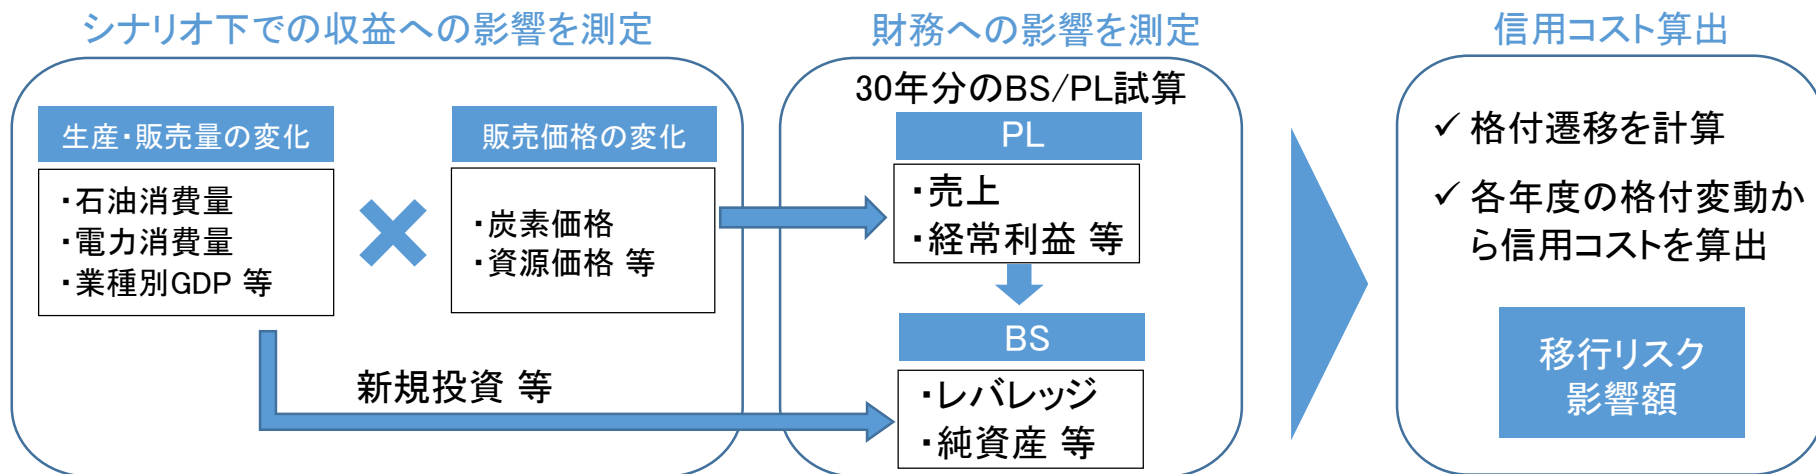 シナリオ下での収益への影響を測定
生産・販売量の変化
・石油消費量
・電力消費量
・業種別GDP 等
販売価格の変化
・炭素価格
・資源価格 等
新規投資 等
財務への影響を測定
30年分のBS/PL試算
PL
・売上
・経常利益 等
BS
・レバレッジ
・純資産 等
信用コスト算出
✓ 格付遷移を計算
✓ 各年度の格付変動か
ら信用コストを算出
移行リスク
影響額